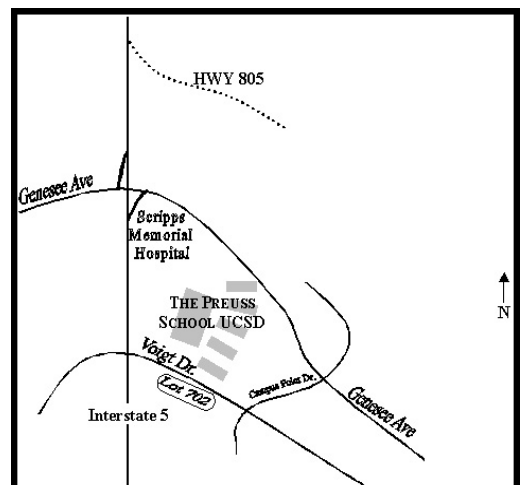 HWY 805
Genesee Ave
Scripps
Memorial
Hospital
THE PREUSS
SCHOOL UCSD
N
Voigt Dr.
Lot 702
Campus Point Dr.
Genesee Ave
Interstate 5